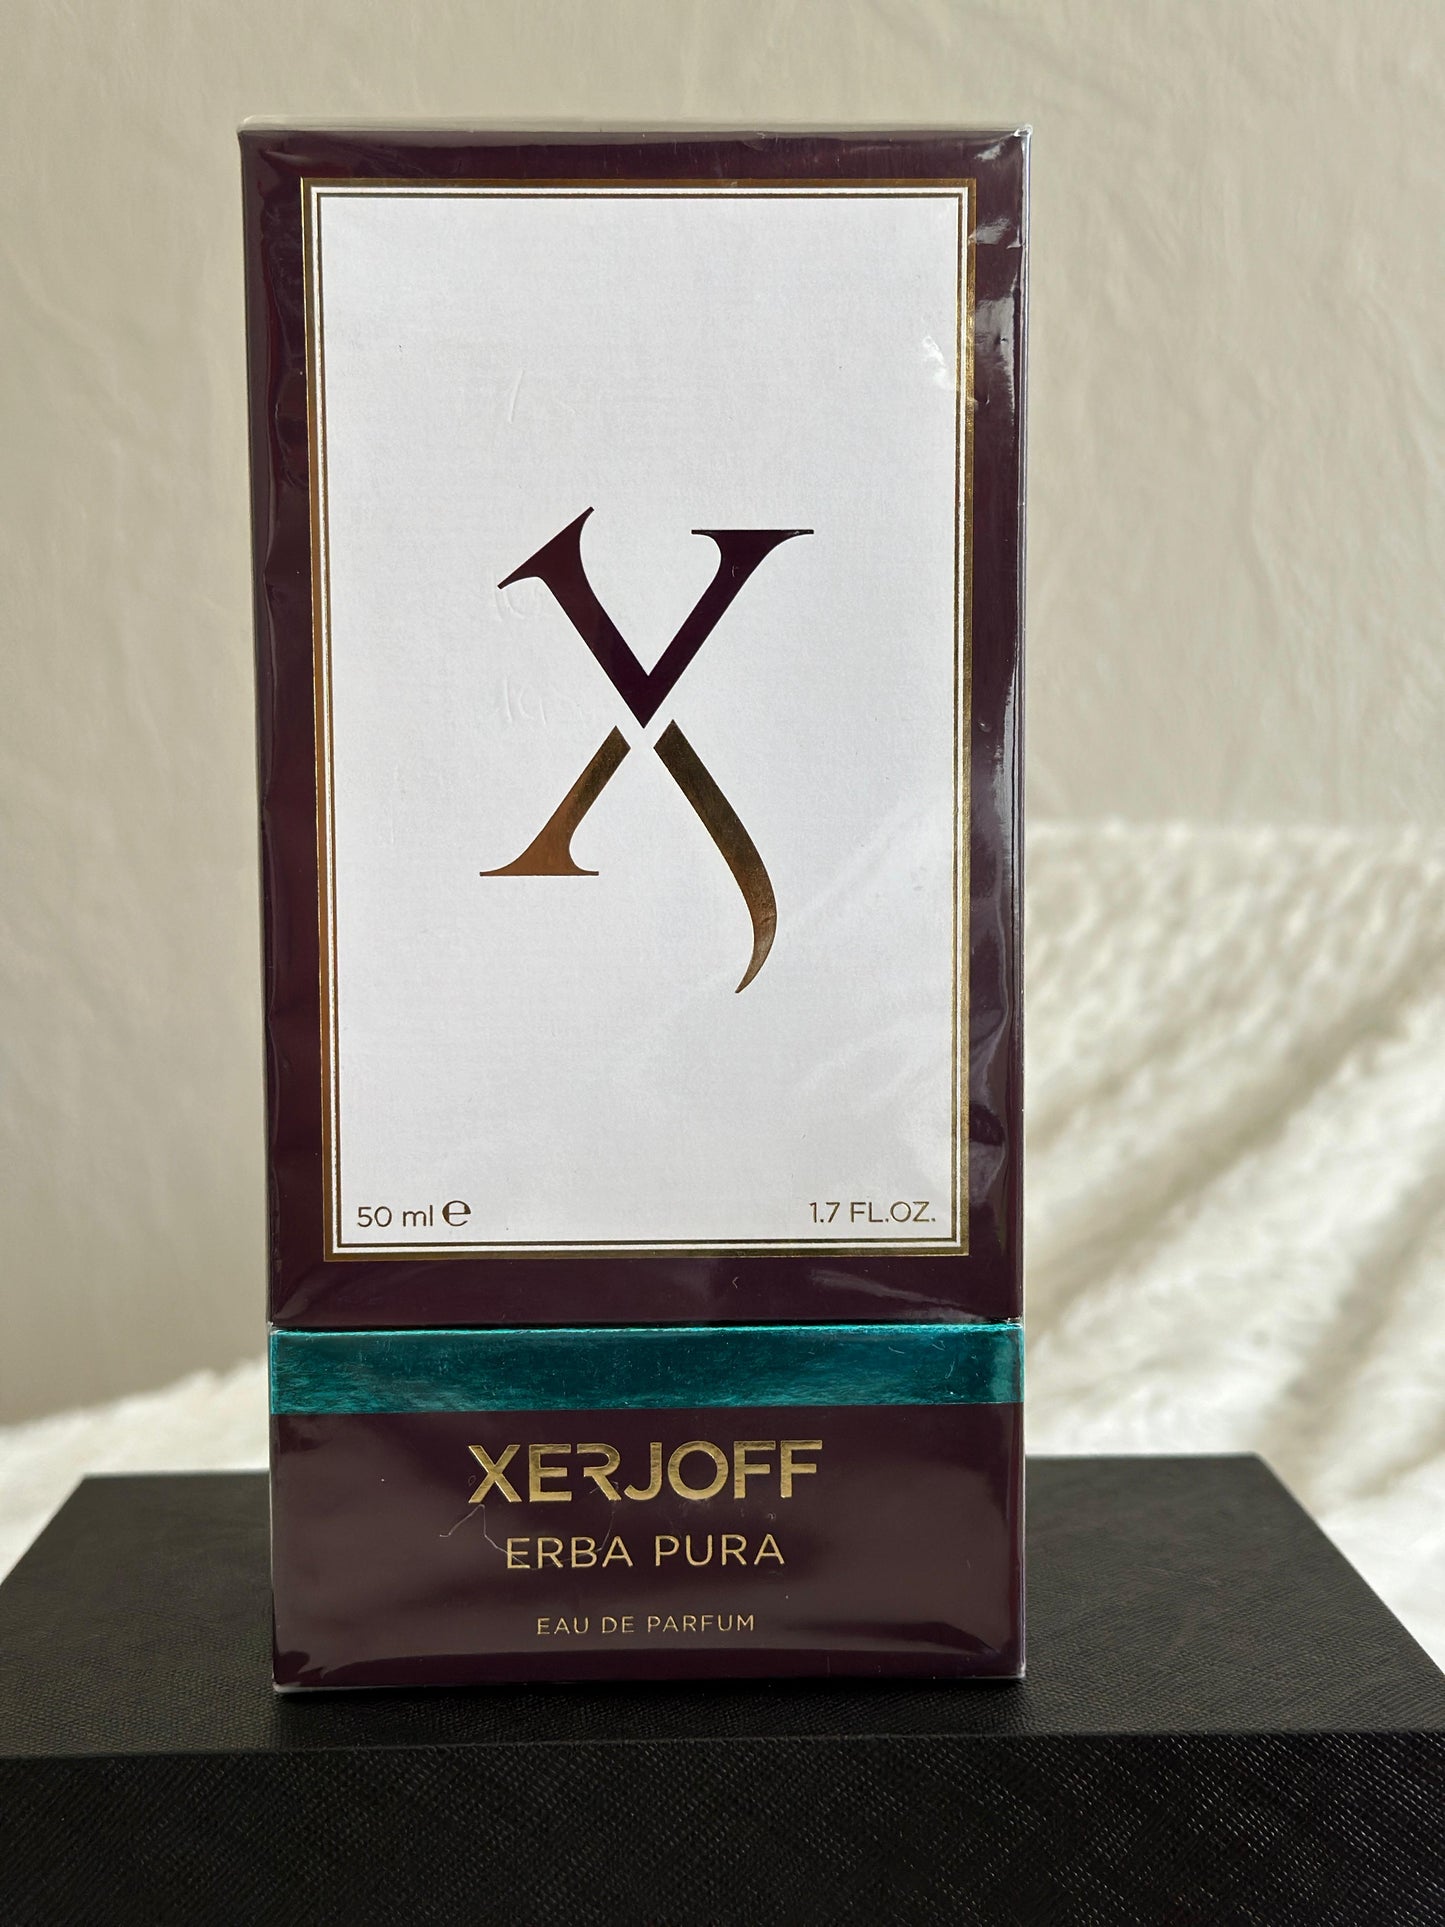 X
50 ml ℮ 1.7 FL.OZ.
XERJOFF
ERBA PURA
EAU DE PARFUM